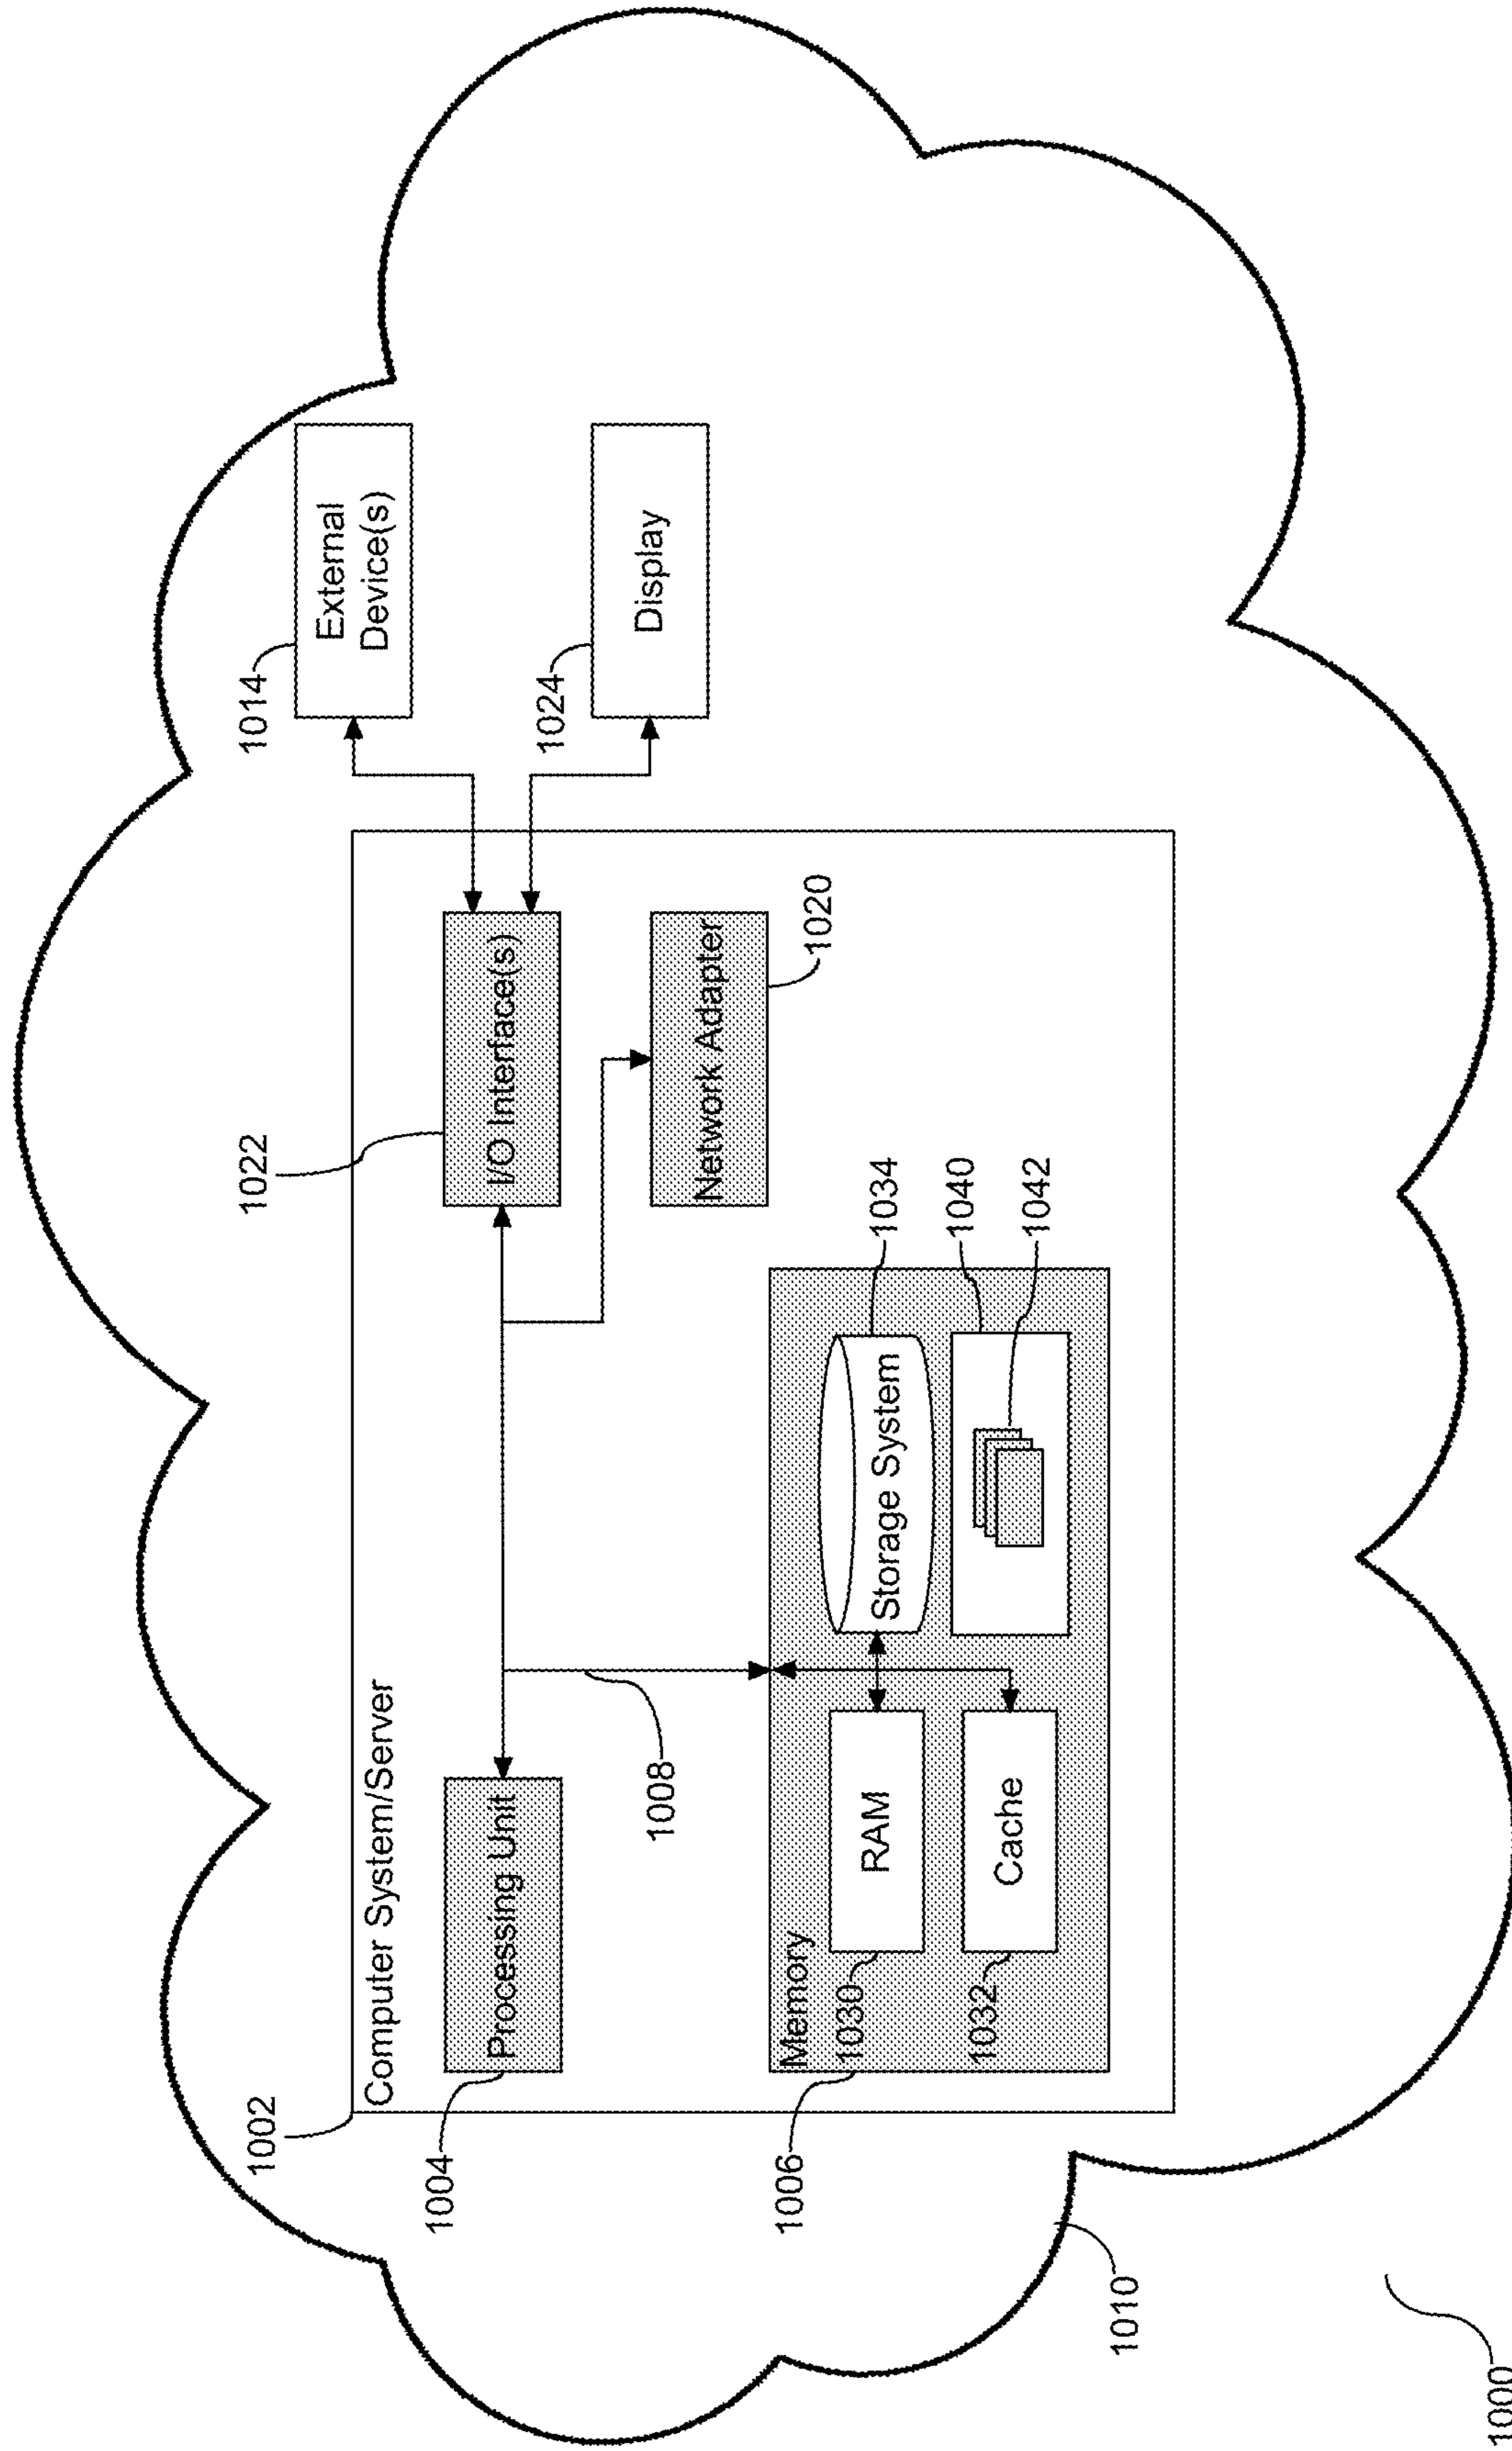 1002
Computer System/Server
1004
Processing Unit
1022
I/O Interface(s)
1014
External
Device(s)
1024
Display
1008
Network Adapter
1020
1006
Memory
1030
RAM
1032
Cache
Storage System
1034
1040
1042
1010
1000